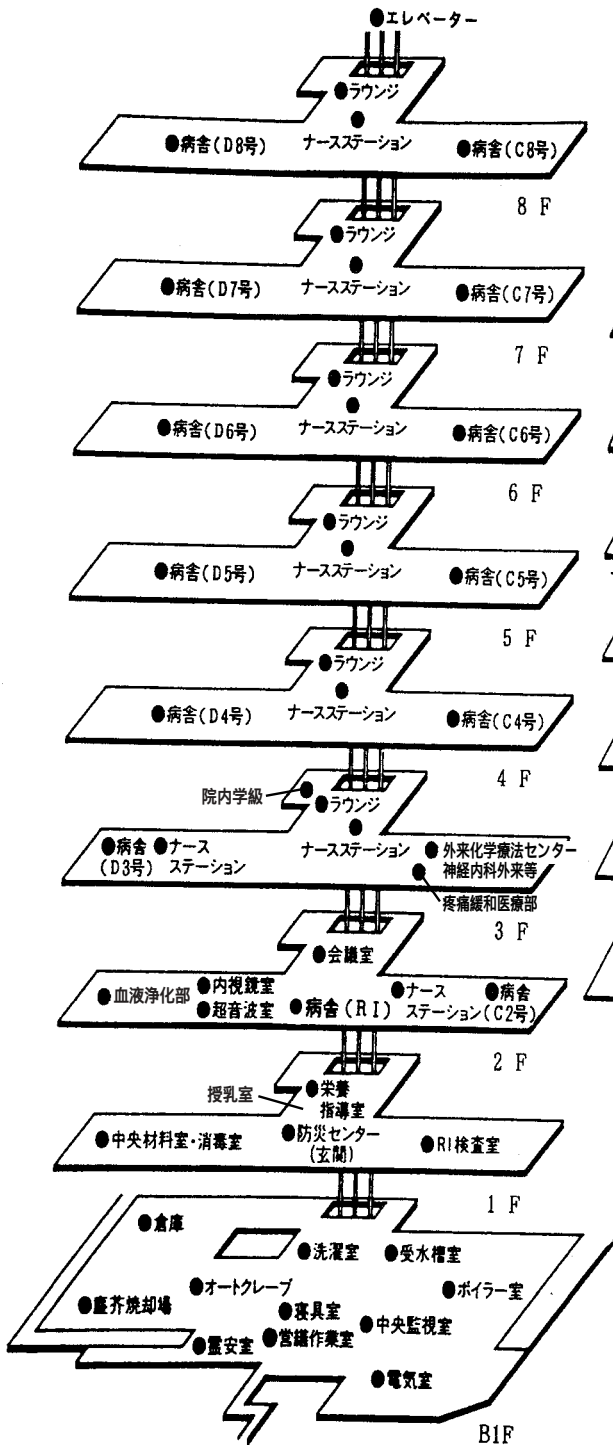 ●エレベーター
●ラウンジ
●病舎(D8号)
ナースステーション
●病舎(C8号)
8 F
●ラウンジ
●病舎(D7号)
ナースステーション
●病舎(C7号)
7 F
●ラウンジ
●病舎(D6号)
ナースステーション
●病舎(C6号)
6 F
●ラウンジ
●病舎(D5号)
ナースステーション
●病舎(C5号)
5 F
●ラウンジ
●病舎(D4号)
ナースステーション
●病舎(C4号)
4 F
院内学級
●ラウンジ
●病舎
(D3号)
●ナース
ステーション
ナースステーション
●外来化学療法センター
神経内科外来等
●疼痛緩和医療部
3 F
●会議室
●血液浄化部
●内視鏡室
●超音波室
●病舎(RI)
●ナース
ステーション
●病舎
(C2号)
2 F
授乳室
●栄養
指導室
●中央材料室・消毒室
●防災センター
(玄関)
●RI検査室
1 F
●倉庫
●洗濯室
●受水槽室
●オートクレーブ
●ボイラー室
●塵芥焼却場
●寝具室
●中央監視室
●霊安室
●営繕作業室
●電気室
B1F